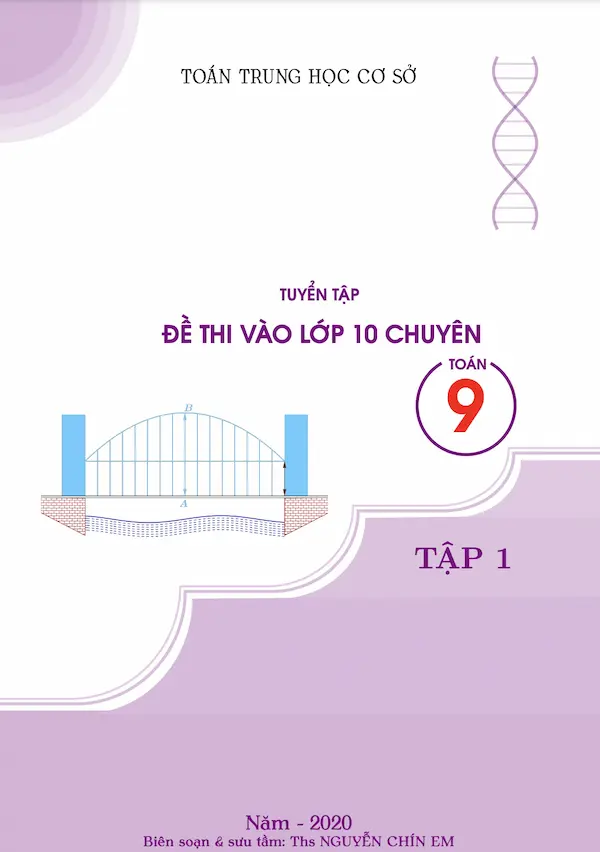 TOÁN TRUNG HỌC CƠ SỞ
TUYỂN TẬP
ĐỀ THI VÀO LỚP 10 CHUYÊN
TOÁN
9
B
A
TẬP 1
Năm - 2020
Biên soạn & sưu tầm: Ths NGUYỄN CHÍN EM